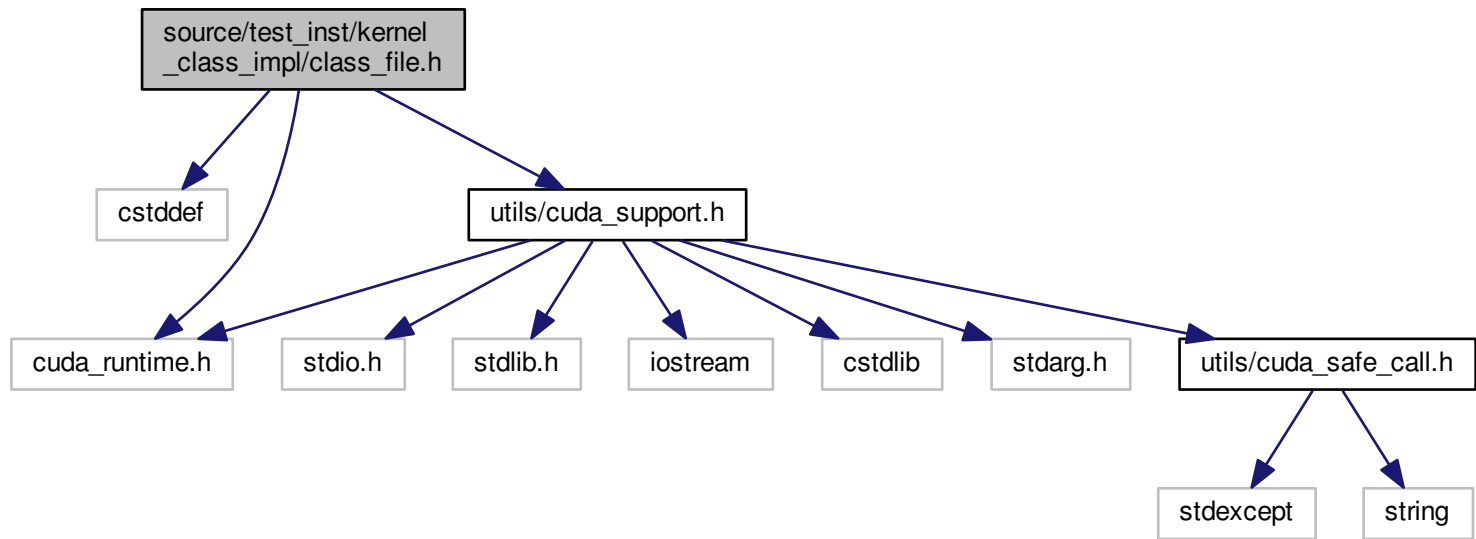 source/test_inst/kernel
_class_impl/class_file.h
cstddef
utils/cuda_support.h
cuda_runtime.h
stdio.h
stdlib.h
iostream
cstdlib
stdarg.h
utils/cuda_safe_call.h
stdexcept
string